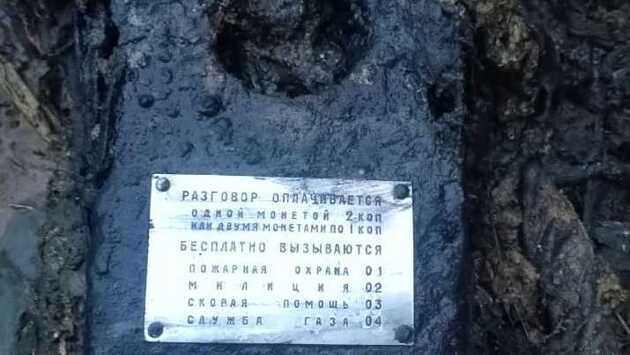 РАЗГОВОР ОПЛАЧИВАЕТСЯ
ОДНОЙ МОНЕТОЙ 2 КОП
ИЛИ ДВУМЯ МОНЕТАМИ ПО 1 КОП
БЕСПЛАТНО ВЫЗЫВАЮТСЯ
ПОЖАРНАЯ ОХРАНА 01
МИЛИЦИЯ 02
СКОРАЯ ПОМОЩЬ 03
СЛУЖБА ГАЗА 04